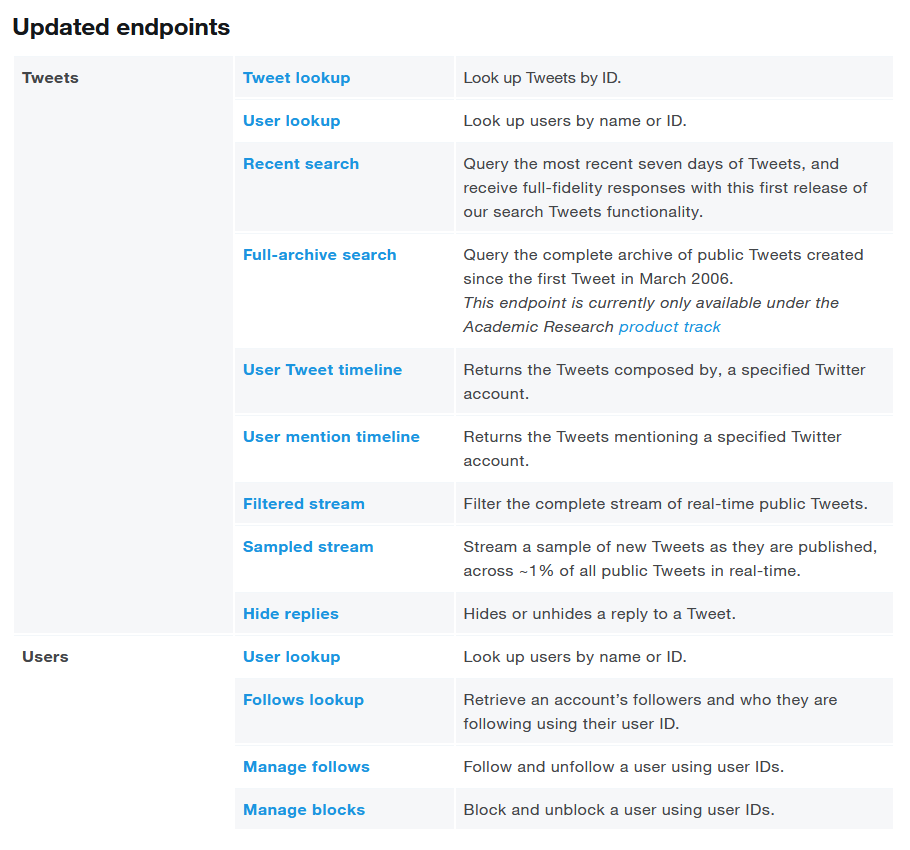 Updated endpoints
Tweets
Tweet lookup
Look up Tweets by ID.
User lookup
Look up users by name or ID.
Recent search
Query the most recent seven days of Tweets, and
receive full-fidelity responses with this first release of
our search Tweets functionality.
Full-archive search
Query the complete archive of public Tweets created
since the first Tweet in March 2006.
This endpoint is currently only available under the
Academic Research product track
User Tweet timeline
Returns the Tweets composed by, a specified Twitter
account.
User mention timeline
Returns the Tweets mentioning a specified Twitter
account.
Filtered stream
Filter the complete stream of real-time public Tweets.
Sampled stream
Stream a sample of new Tweets as they are published,
across ~1% of all public Tweets in real-time.
Hide replies
Hides or unhides a reply to a Tweet.
Users
User lookup
Look up users by name or ID.
Follows lookup
Retrieve an account’s followers and who they are
following using their user ID.
Manage follows
Follow and unfollow a user using user IDs.
Manage blocks
Block and unblock a user using user IDs.